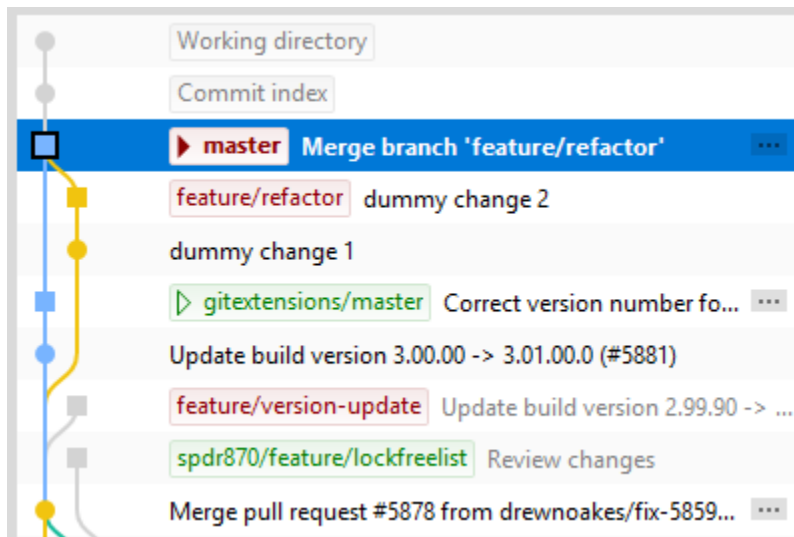 Working directory
Commit index
master Merge branch 'feature/refactor' ...
feature/refactor dummy change 2
dummy change 1
gitextensions/master Correct version number fo... ...
Update build version 3.00.00 -> 3.01.00.0 (#5881)
feature/version-update Update build version 2.99.90 -> ...
spdr870/feature/lockfreelist Review changes
Merge pull request #5878 from drewnoakes/fix-5859... ...